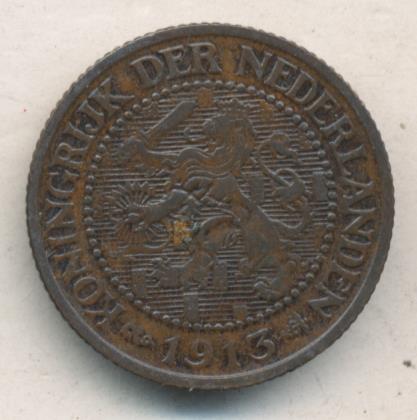 KONINGRIJK DER NEDERLANDEN
1913